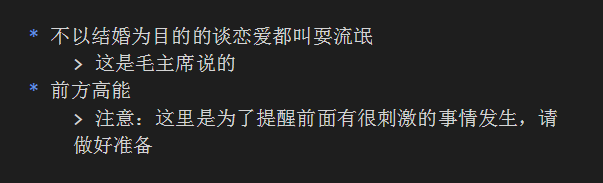 * 不以结婚为目的的谈恋爱都叫耍流氓
> 这是毛主席说的
* 前方高能
> 注意：这里是为了提醒前面有很刺激的事情发生，请
做好准备